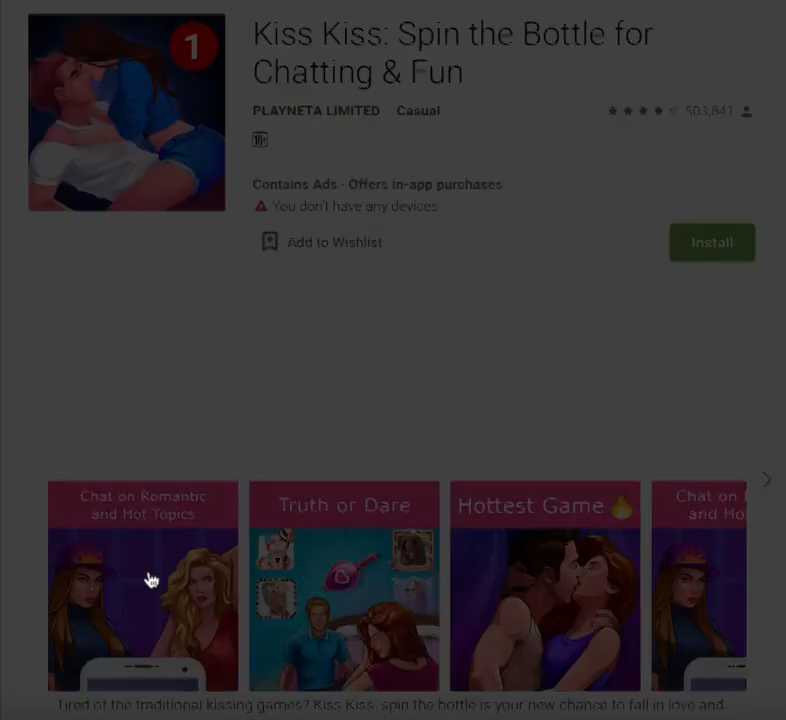 1
Kiss Kiss: Spin the Bottle for
Chatting & Fun
PLAYNETA LIMITED Casual
503,841
18+
Contains Ads · Offers in-app purchases
You don't have any devices
Add to Wishlist
Install
Chat on Romantic
and Hot Topics
Truth or Dare
Hottest Game
Chat on
and Ho
Tired of the traditional kissing games? Kiss Kiss: spin the bottle is your new chance to fall in love and